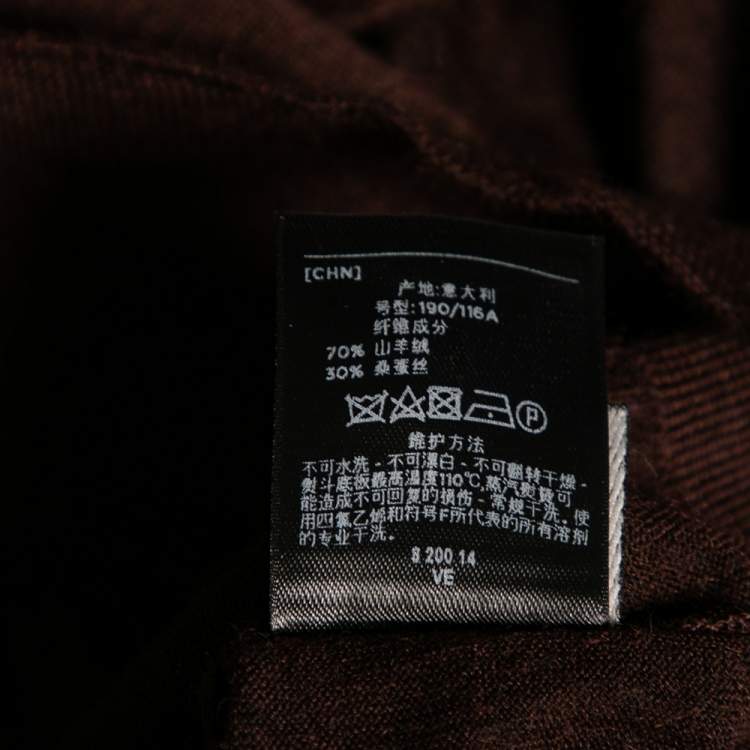 [CHN]
产地:意大利
号型:190/116A
纤维成分
70% 山羊绒
30% 桑蚕丝
P
維护方法
不可水洗 - 不可漂白 - 不可翻转干燥 -
熨斗底板最高温度110℃,蒸汽熨烫可
能造成不可回复的损伤 - 常规干洗。使
用四氯乙烯和符号F所代表的所有溶剂
的专业干洗。
8 200 14
VE